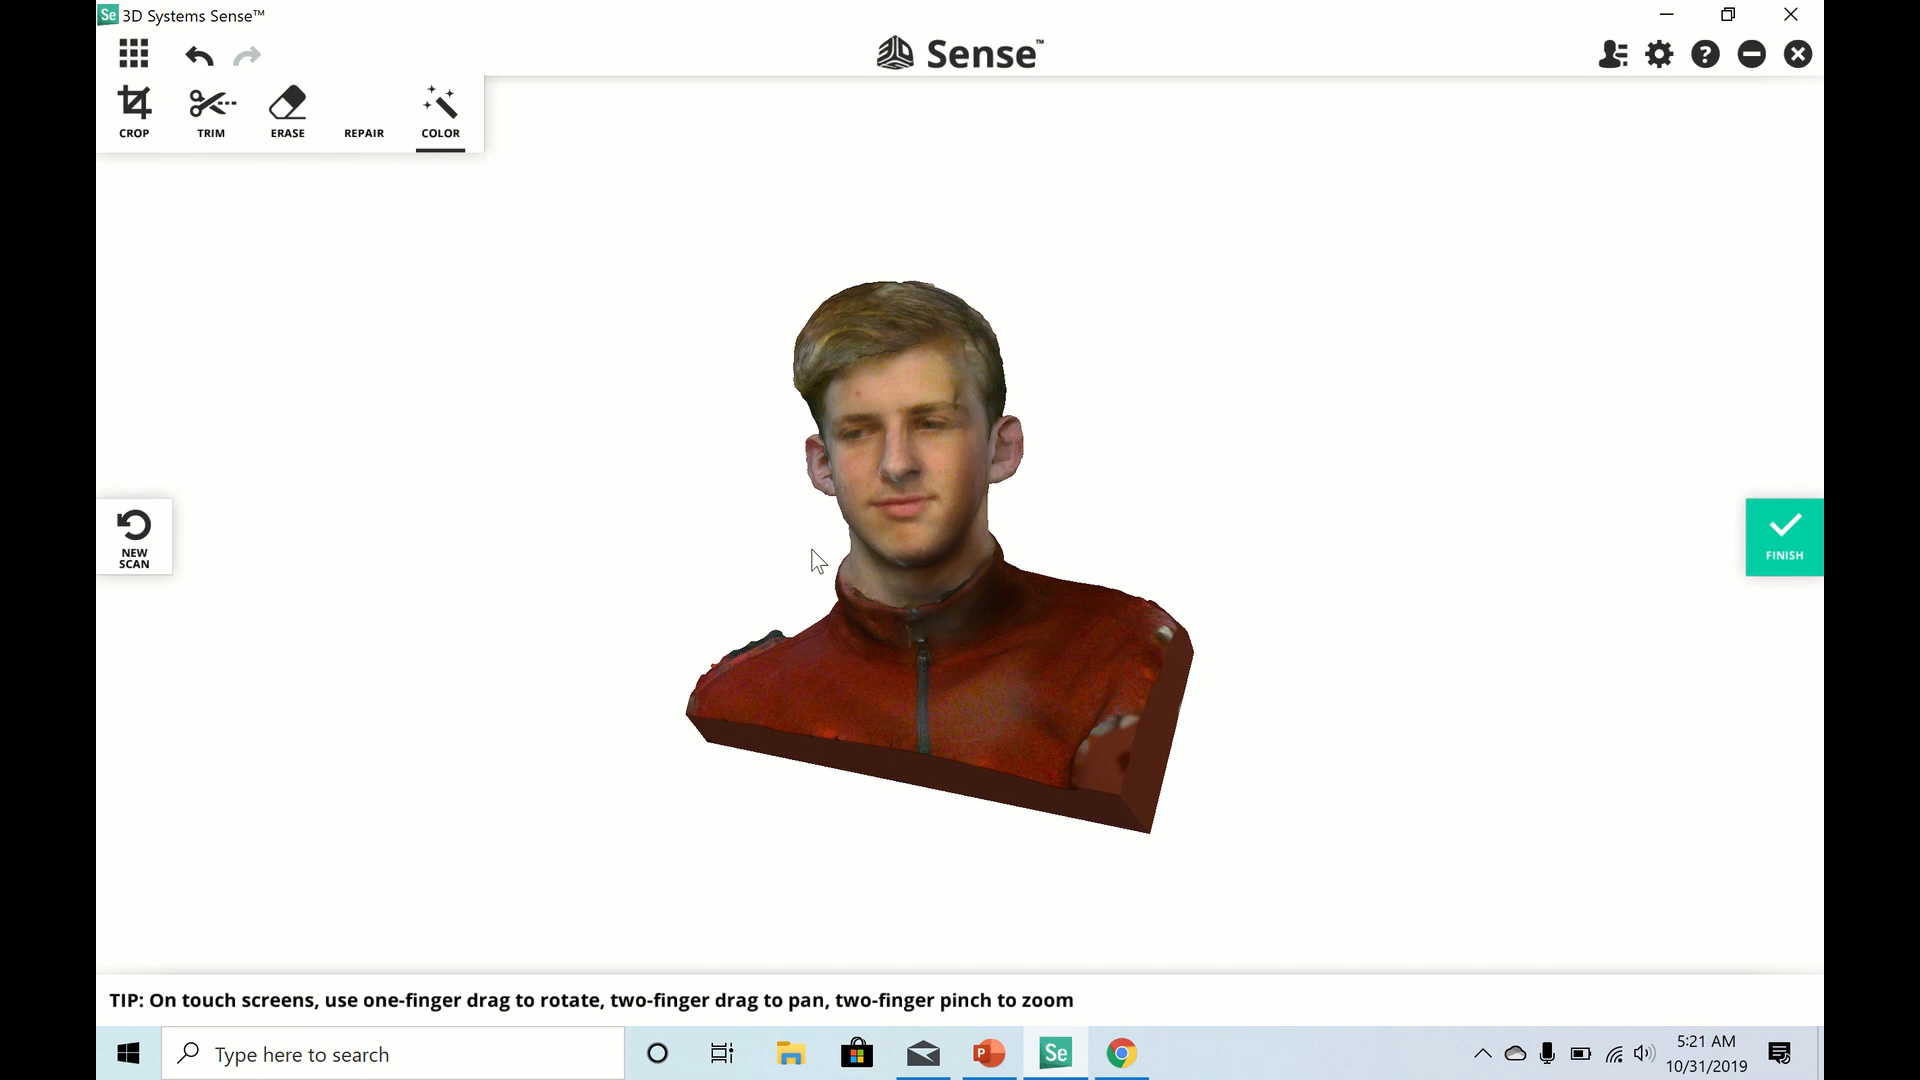 Se 3D Systems Sense™
Sense™
CROP
TRIM
ERASE
REPAIR
COLOR
NEW
SCAN
FINISH
TIP: On touch screens, use one-finger drag to rotate, two-finger drag to pan, two-finger pinch to zoom
Type here to search
Se
5:21 AM
10/31/2019